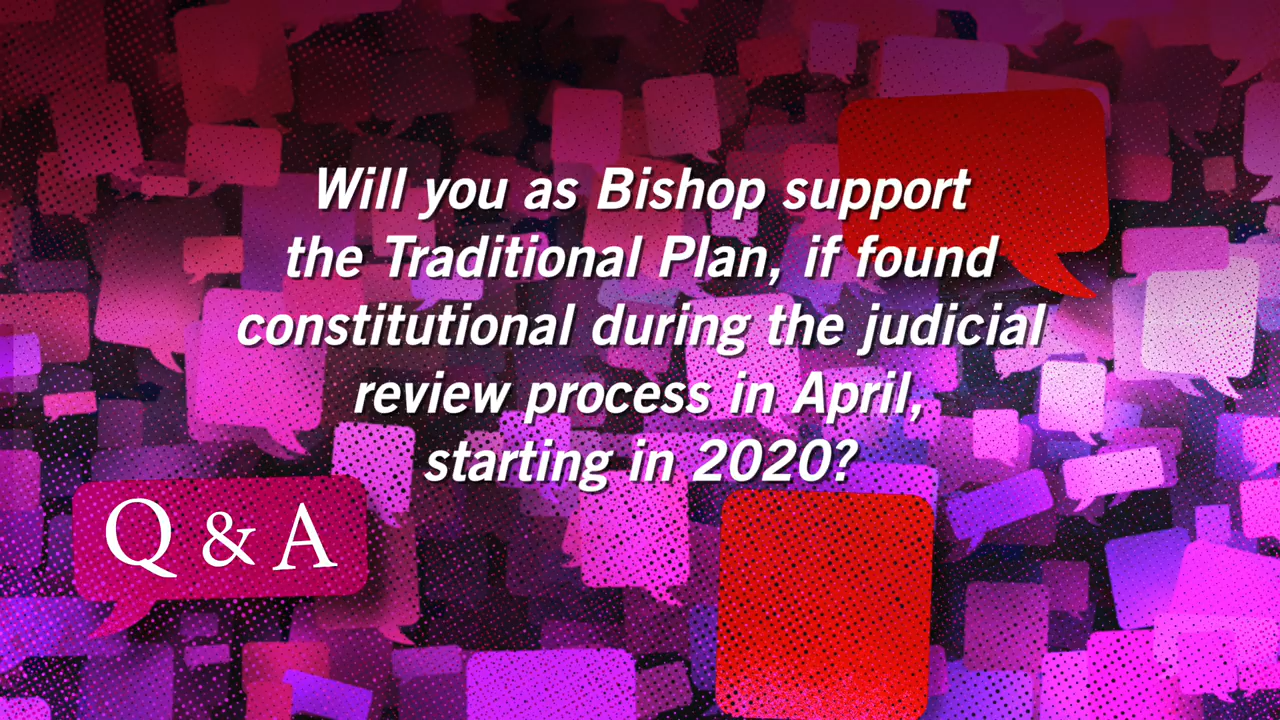 Will you as Bishop support
the Traditional Plan, if found
constitutional during the judicial
review process in April,
starting in 2020?
Q & A